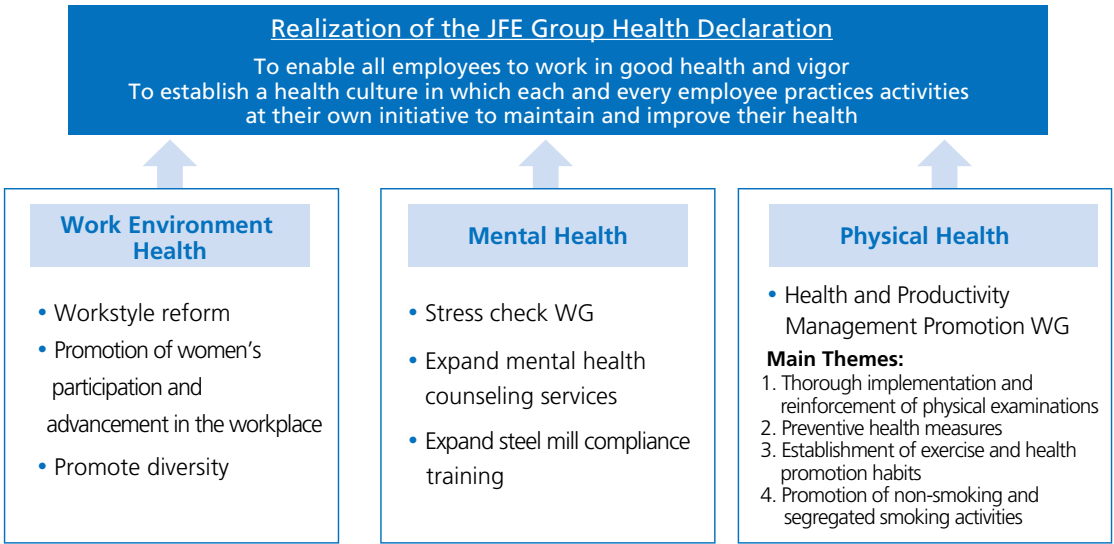 Realization of the JFE Group Health Declaration
To enable all employees to work in good health and vigor
To establish a health culture in which each and every employee practices activities
at their own initiative to maintain and improve their health
Work Environment
Health
• Workstyle reform
• Promotion of women’s
participation and
advancement in the workplace
• Promote diversity
Mental Health
• Stress check WG
• Expand mental health
counseling services
• Expand steel mill compliance
training
Physical Health
• Health and Productivity
Management Promotion WG
Main Themes:
1. Thorough implementation and
reinforcement of physical examinations
2. Preventive health measures
3. Establishment of exercise and health
promotion habits
4. Promotion of non-smoking and
segregated smoking activities